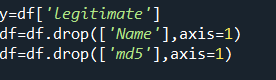 y=df['legitimate']
df=df.drop(['Name'],axis=1)
df=df.drop(['md5'],axis=1)